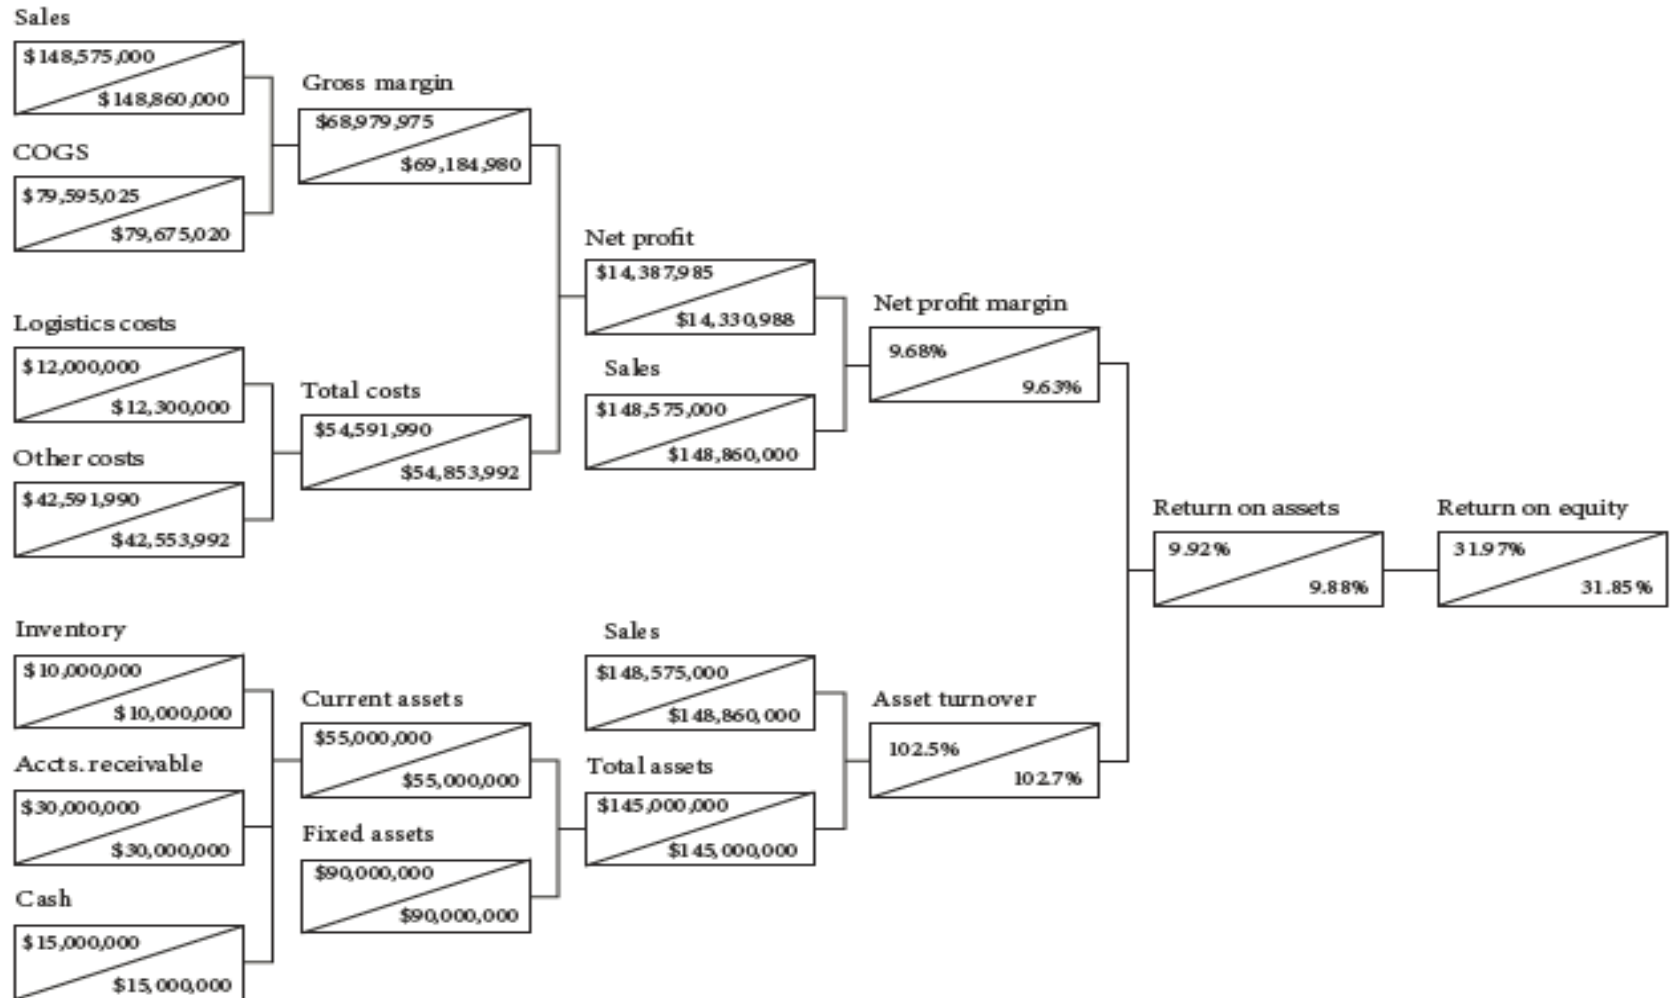 Sales
$148,575,000
$148,860,000
COGS
$79,595,025
$79,675,020
Gross margin
$68,979,975
$69,184,980
Logistics costs
$12,000,000
$12,300,000
Other costs
$42,591,990
$42,553,992
Total costs
$54,591,990
$54,853,992
Net profit
$14,387,985
$14,330,988
Sales
$148,575,000
$148,860,000
Net profit margin
9.68%
9.63%
Inventory
$10,000,000
$10,000,000
Accts. receivable
$30,000,000
$30,000,000
Cash
$15,000,000
$15,000,000
Current assets
$55,000,000
$55,000,000
Fixed assets
$90,000,000
$90,000,000
Sales
$148,575,000
$148,860,000
Total assets
$145,000,000
$145,000,000
Asset turnover
102.5%
102.7%
Return on assets
9.92%
9.88%
Return on equity
31.97%
31.85%